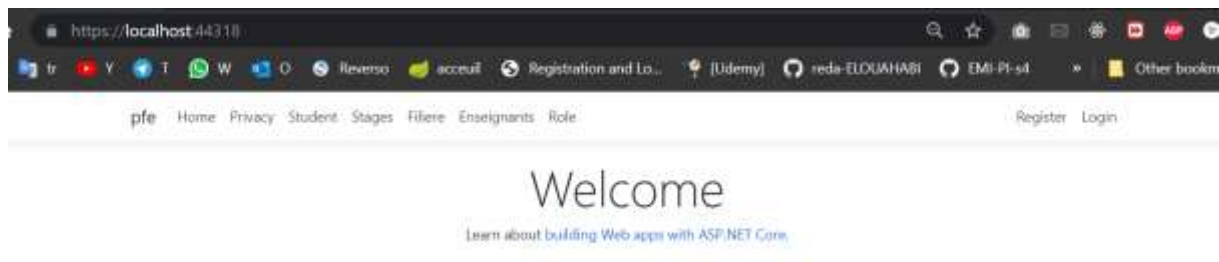 https://localhost:44318
tr Y T W O Reverso acceuil Registration and Lo... [Udemy] reda-ELOUAHABI EMI-PI-s4 » Other bookm
pfe Home Privacy Student Stages Filiere Enseignants Role Register Login
Welcome
Learn about building Web apps with ASP.NET Core.